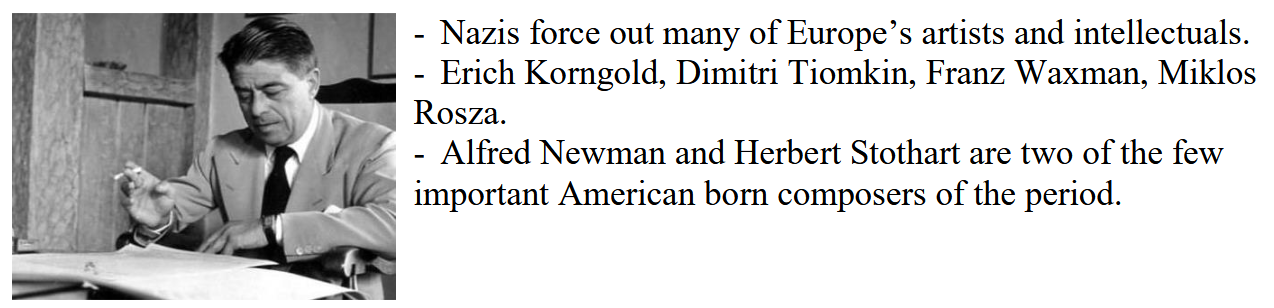 - Nazis force out many of Europe’s artists and intellectuals.
- Erich Korngold, Dimitri Tiomkin, Franz Waxman, Miklos
Rosza.
- Alfred Newman and Herbert Stothart are two of the few
important American born composers of the period.